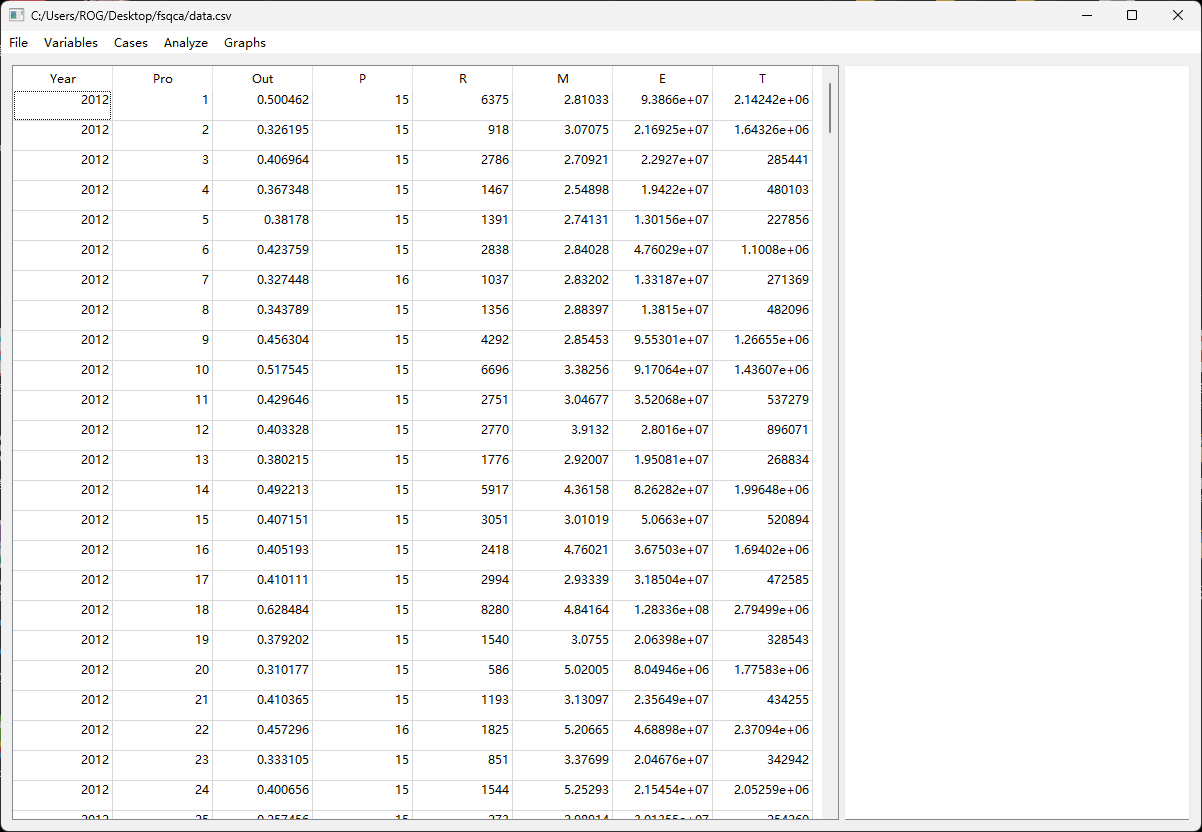 C:/Users/ROG/Desktop/fsqca/data.csv
File Variables Cases Analyze Graphs
Year Pro Out P R M E T
2012 1 0.500462 15 6375 2.81033 9.3866e+07 2.14242e+06
2012 2 0.326195 15 918 3.07075 2.16925e+07 1.64326e+06
2012 3 0.406964 15 2786 2.70921 2.2927e+07 285441
2012 4 0.367348 15 1467 2.54898 1.9422e+07 480103
2012 5 0.38178 15 1391 2.74131 1.30156e+07 227856
2012 6 0.423759 15 2838 2.84028 4.76029e+07 1.1008e+06
2012 7 0.327448 16 1037 2.83202 1.33187e+07 271369
2012 8 0.343789 15 1356 2.88397 1.3815e+07 482096
2012 9 0.456304 15 4292 2.85453 9.55301e+07 1.26655e+06
2012 10 0.517545 15 6696 3.38256 9.17064e+07 1.43607e+06
2012 11 0.429646 15 2751 3.04677 3.52068e+07 537279
2012 12 0.403328 15 2770 3.9132 2.8016e+07 896071
2012 13 0.380215 15 1776 2.92007 1.95081e+07 268834
2012 14 0.492213 15 5917 4.36158 8.26282e+07 1.99648e+06
2012 15 0.407151 15 3051 3.01019 5.0663e+07 520894
2012 16 0.405193 15 2418 4.76021 3.67503e+07 1.69402e+06
2012 17 0.410111 15 2994 2.93339 3.18504e+07 472585
2012 18 0.628484 15 8280 4.84164 1.28336e+08 2.79499e+06
2012 19 0.379202 15 1540 3.0755 2.06398e+07 328543
2012 20 0.310177 15 586 5.02005 8.04946e+06 1.77583e+06
2012 21 0.410365 15 1193 3.13097 2.35649e+07 434255
2012 22 0.457296 16 1825 5.20665 4.68898e+07 2.37094e+06
2012 23 0.333105 15 851 3.37699 2.04676e+07 342942
2012 24 0.400656 15 1544 5.25293 2.15454e+07 2.05259e+06
2012 25